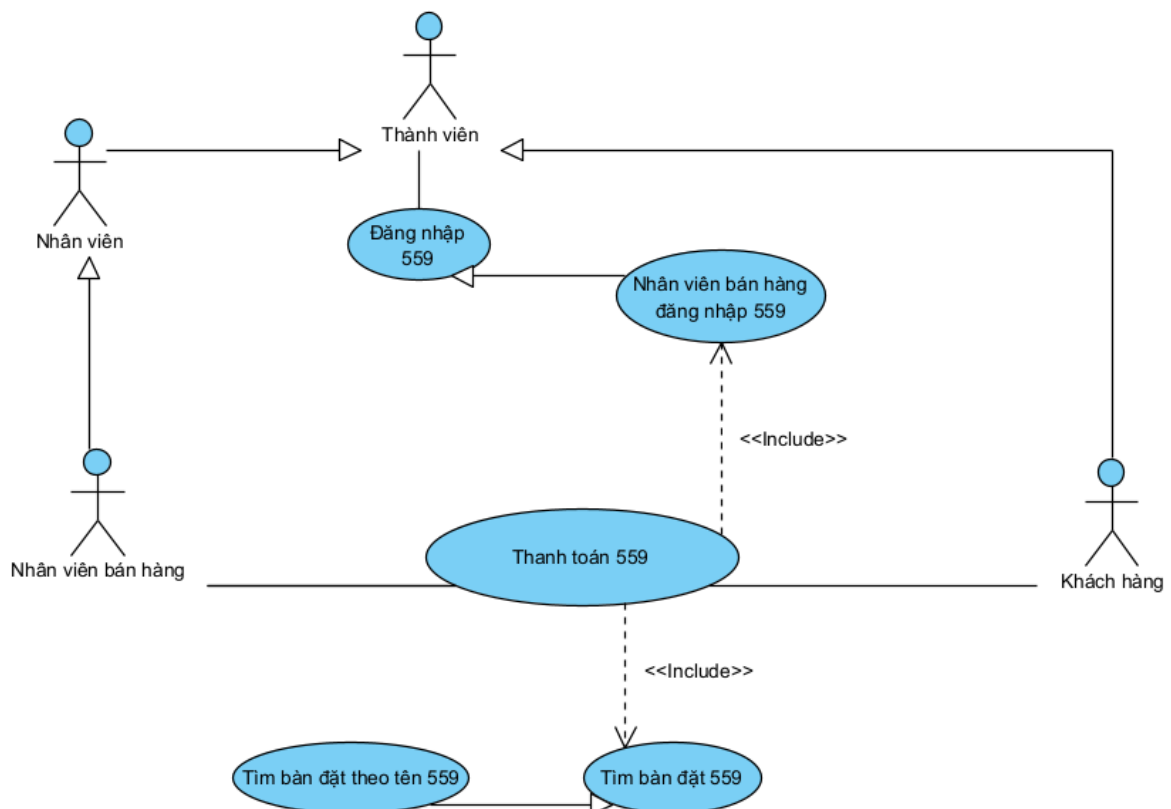 Thành viên
Nhân viên
Đăng nhập
559
Nhân viên bán hàng
đăng nhập 559
<<Include>>
Nhân viên bán hàng
Thanh toán 559
Khách hàng
<<Include>>
Tìm bàn đặt theo tên 559
Tìm bàn đặt 559